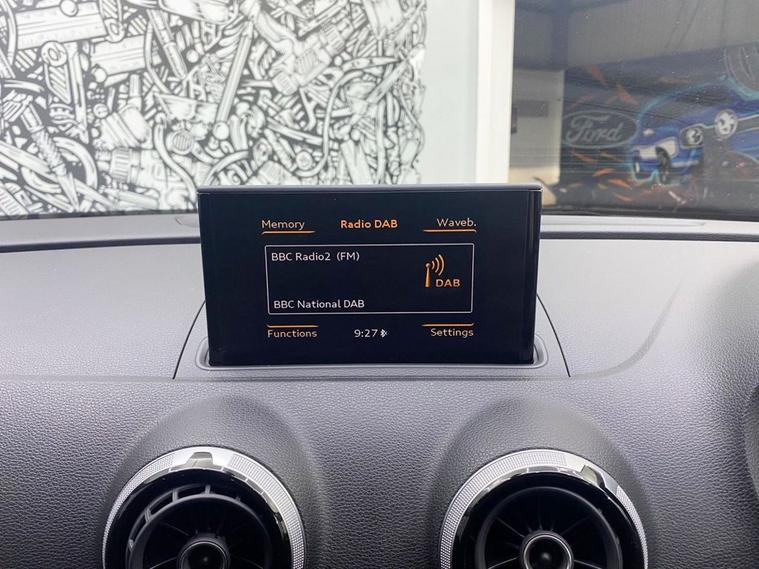 Ford
Memory Radio DAB Waveb.
BBC Radio2 (FM)
DAB
BBC National DAB
Functions 9:27 Settings